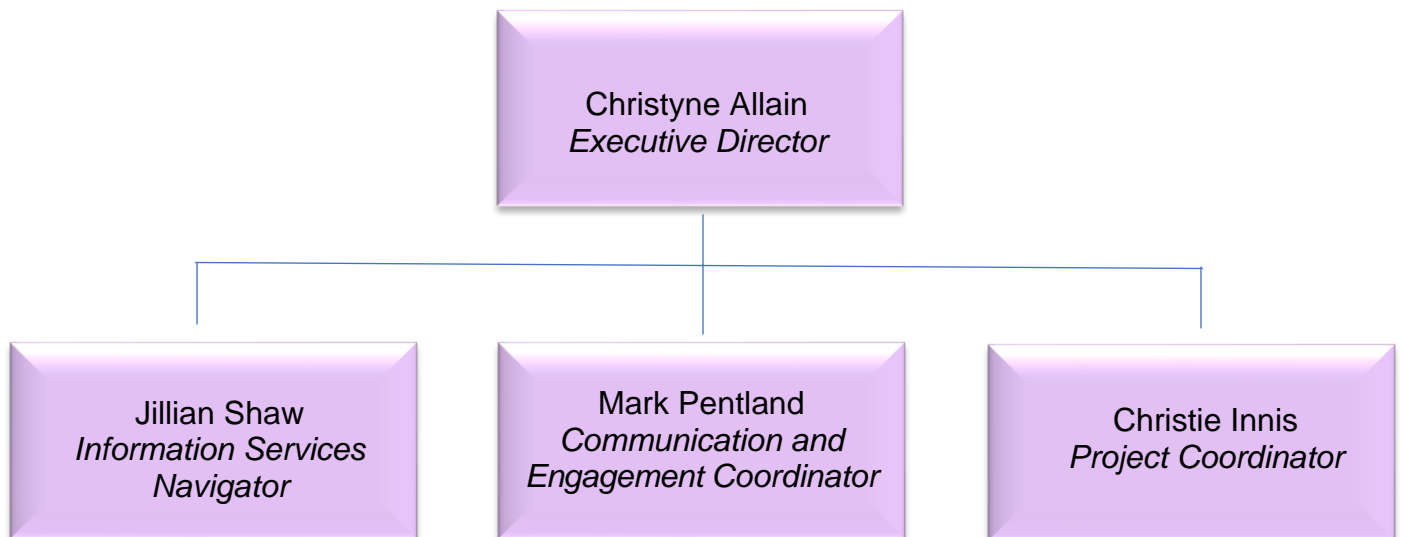 Christyne Allain
Executive Director
Jillian Shaw
Information Services
Navigator
Mark Pentland
Communication and
Engagement Coordinator
Christie Innis
Project Coordinator